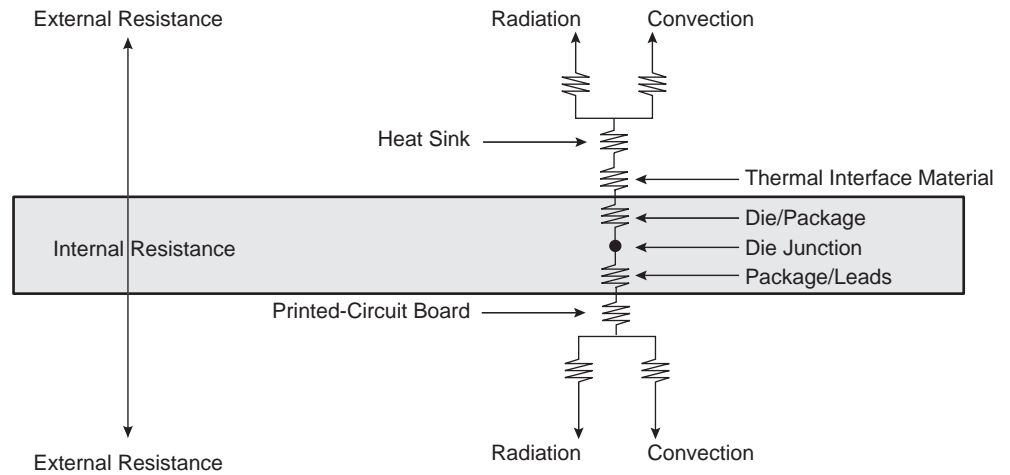 External Resistance
Radiation
Convection
Heat Sink
Thermal Interface Material
Die/Package
Internal Resistance
Die Junction
Package/Leads
Printed-Circuit Board
Radiation
Convection
External Resistance